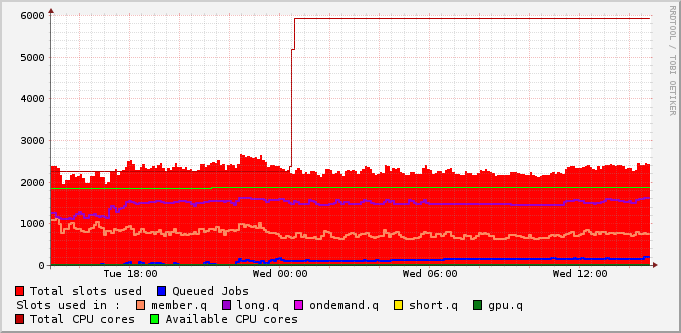 RRDTOOL / TOBI OETIKER
6000
5000
4000
3000
2000
1000
0
Tue 18:00 Wed 00:00 Wed 06:00 Wed 12:00
Total slots used Queued Jobs
Slots used in : member.q long.q ondemand.q short.q gpu.q
Total CPU cores Available CPU cores